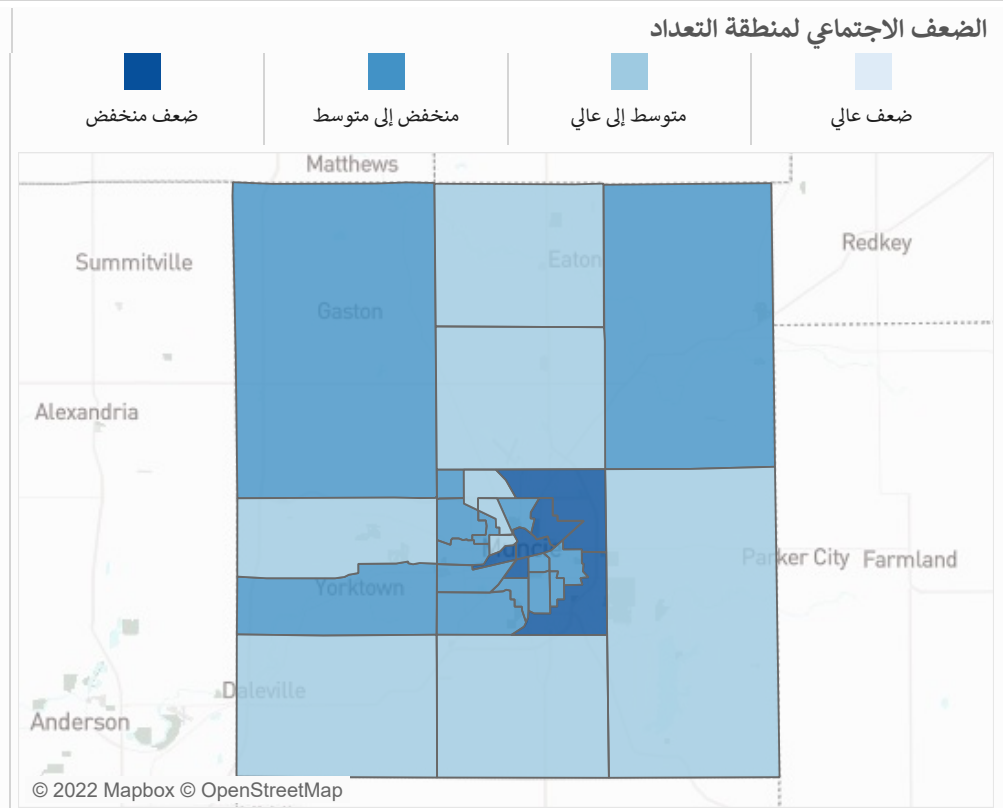 الضعف الاجتماعي لمنطقة التعداد
ضعف عالي
متوسط إلى عالي
منخفض إلى متوسط
ضعف منخفض
Matthews
Redkey
Summitville
Eaton
Gaston
Alexandria
Muncie
Parker City
Farmland
Yorktown
Daleville
Anderson
© 2022 Mapbox © OpenStreetMap